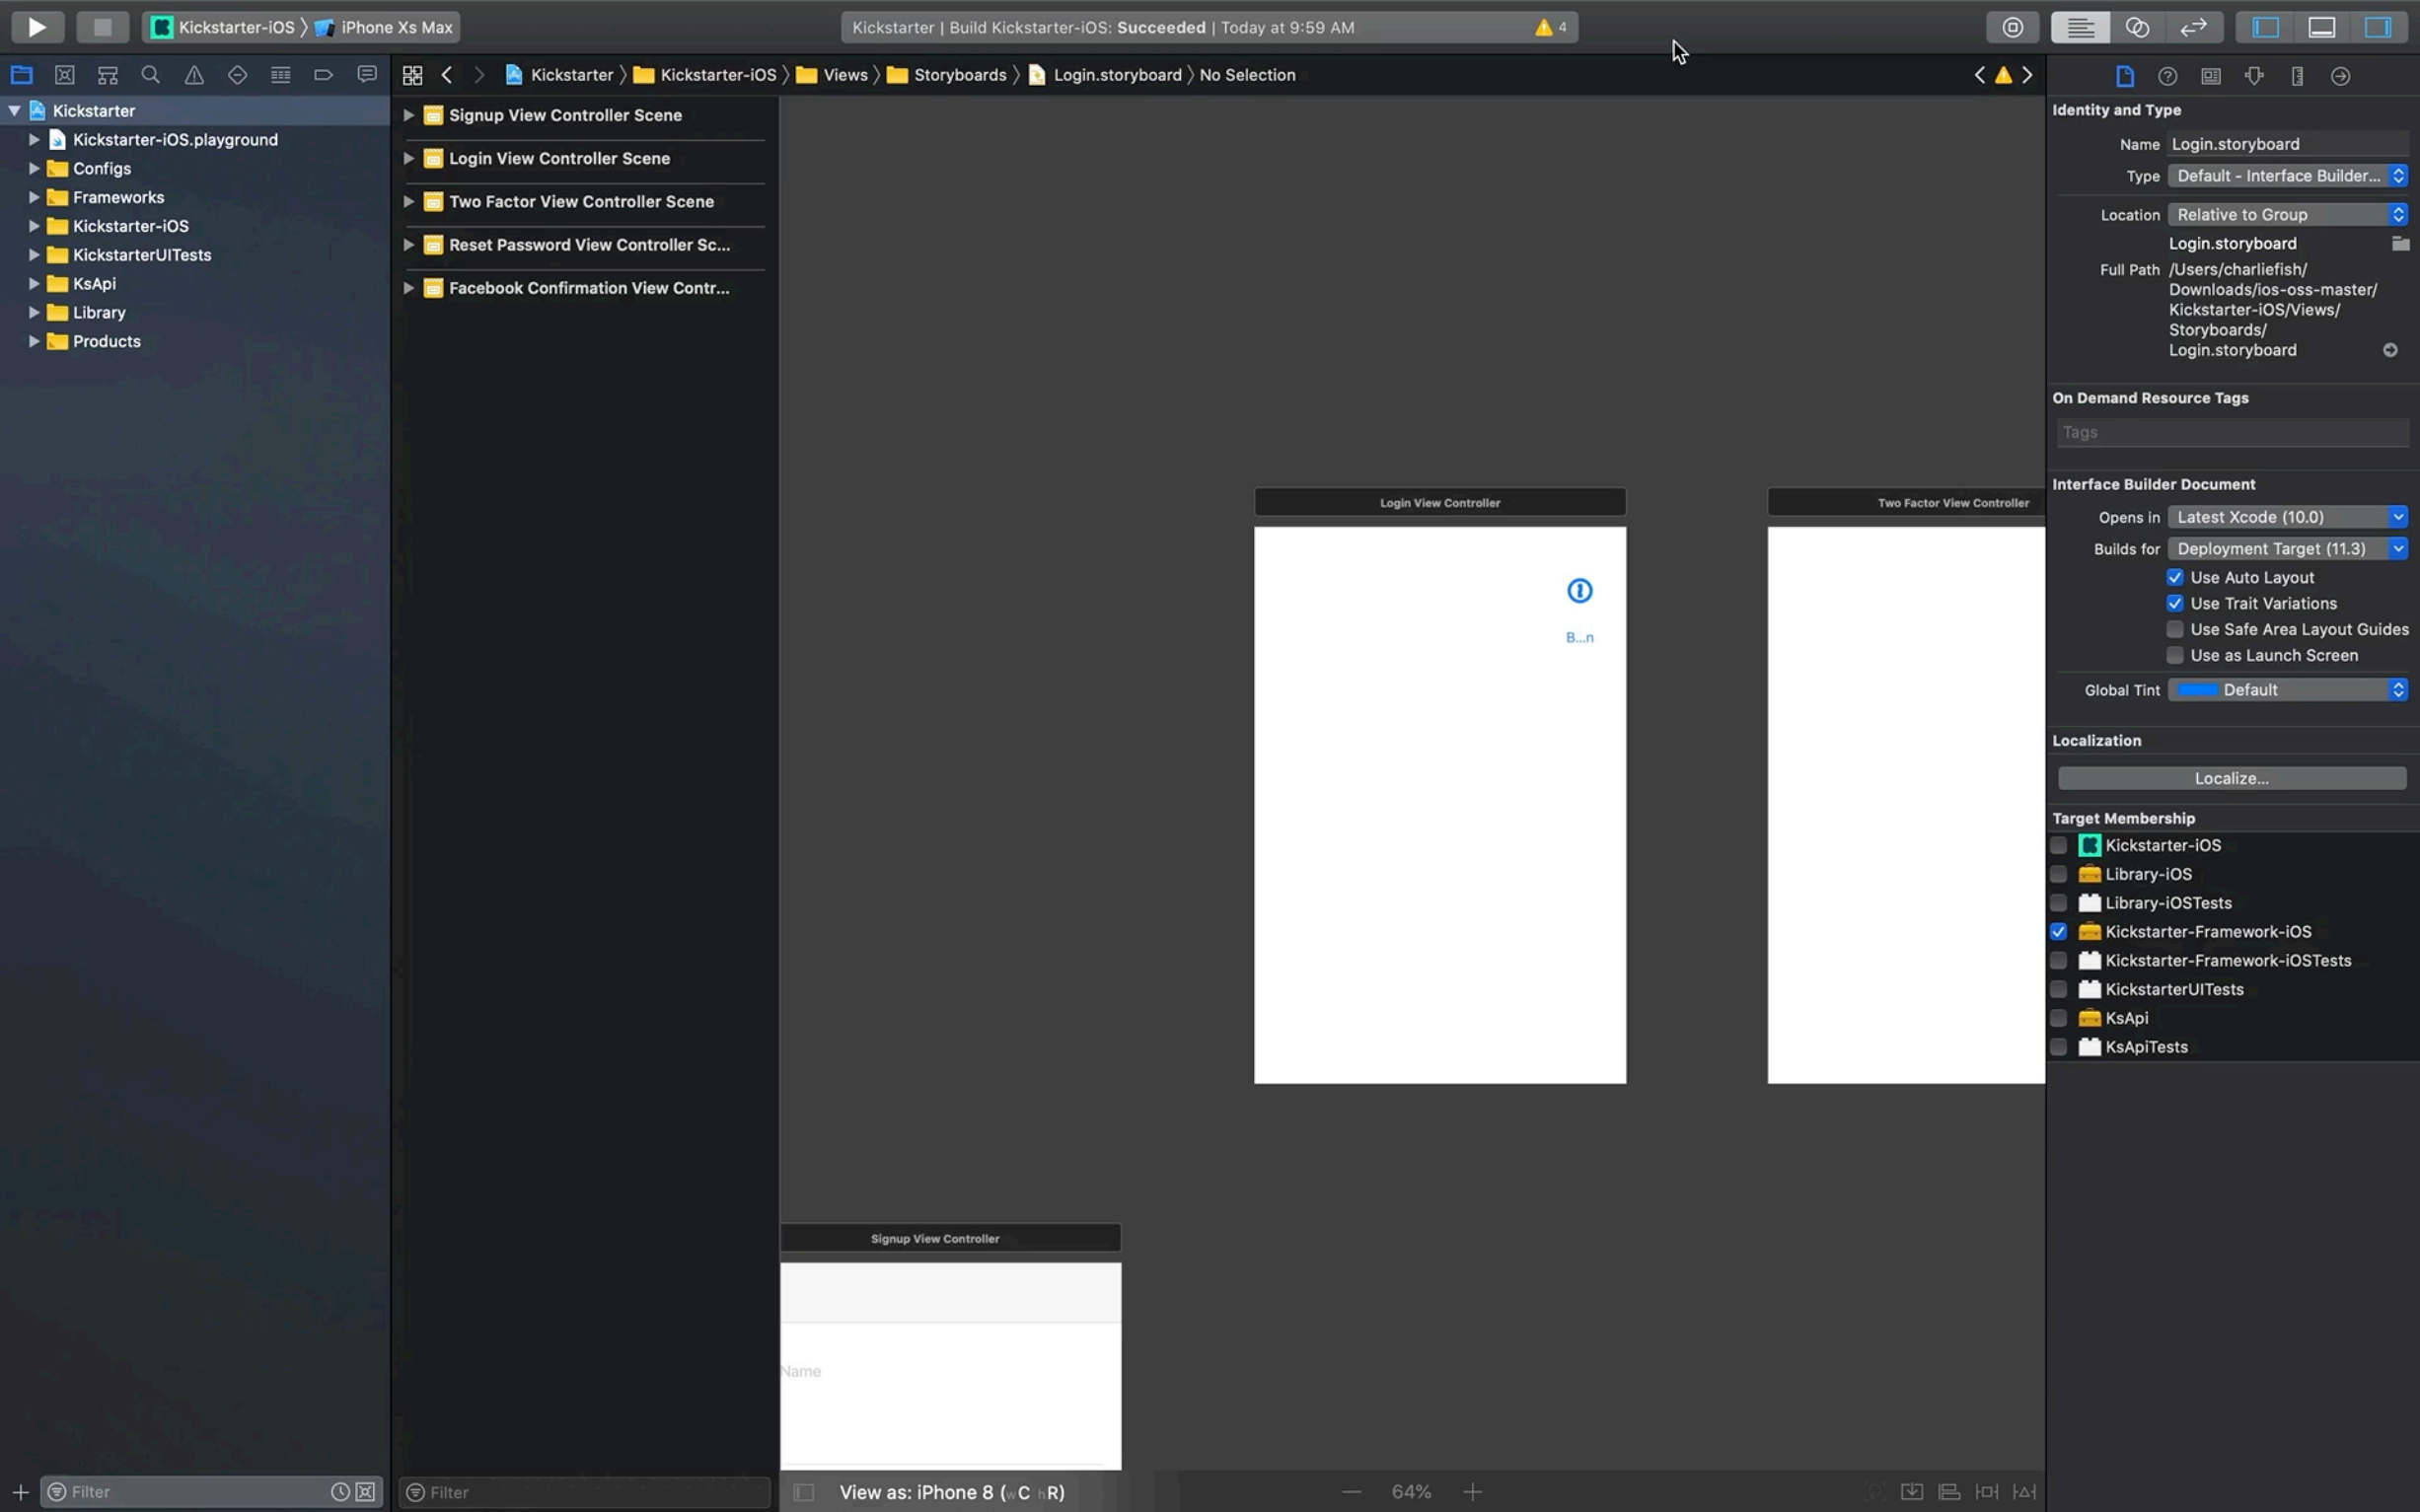 Kickstarter-iOS 〉 iPhone Xs Max
Kickstarter | Build Kickstarter-iOS: Succeeded | Today at 9:59 AM
4
Kickstarter 〉 Kickstarter-iOS 〉 Views 〉 Storyboards 〉 Login.storyboard 〉 No Selection
Kickstarter
Kickstarter-iOS.playground
Configs
Frameworks
Kickstarter-iOS
KickstarterUITests
KsApi
Library
Products
Filter
Signup View Controller Scene
Login View Controller Scene
Two Factor View Controller Scene
Reset Password View Controller Sc...
Facebook Confirmation View Contr...
Filter
Login View Controller
B...n
Two Factor View Controller
Signup View Controller
Name
View as: iPhone 8 (wC hR)
64%
Identity and Type
Name Login.storyboard
Type Default - Interface Builder...
Location Relative to Group
Login.storyboard
Full Path /Users/charliefish/
Downloads/ios-oss-master/
Kickstarter-iOS/Views/
Storyboards/
Login.storyboard
On Demand Resource Tags
Tags
Interface Builder Document
Opens in Latest Xcode (10.0)
Builds for Deployment Target (11.3)
Use Auto Layout
Use Trait Variations
Use Safe Area Layout Guides
Use as Launch Screen
Global Tint Default
Localization
Localize...
Target Membership
Kickstarter-iOS
Library-iOS
Library-iOSTests
Kickstarter-Framework-iOS
Kickstarter-Framework-iOSTests
KickstarterUITests
KsApi
KsApiTests